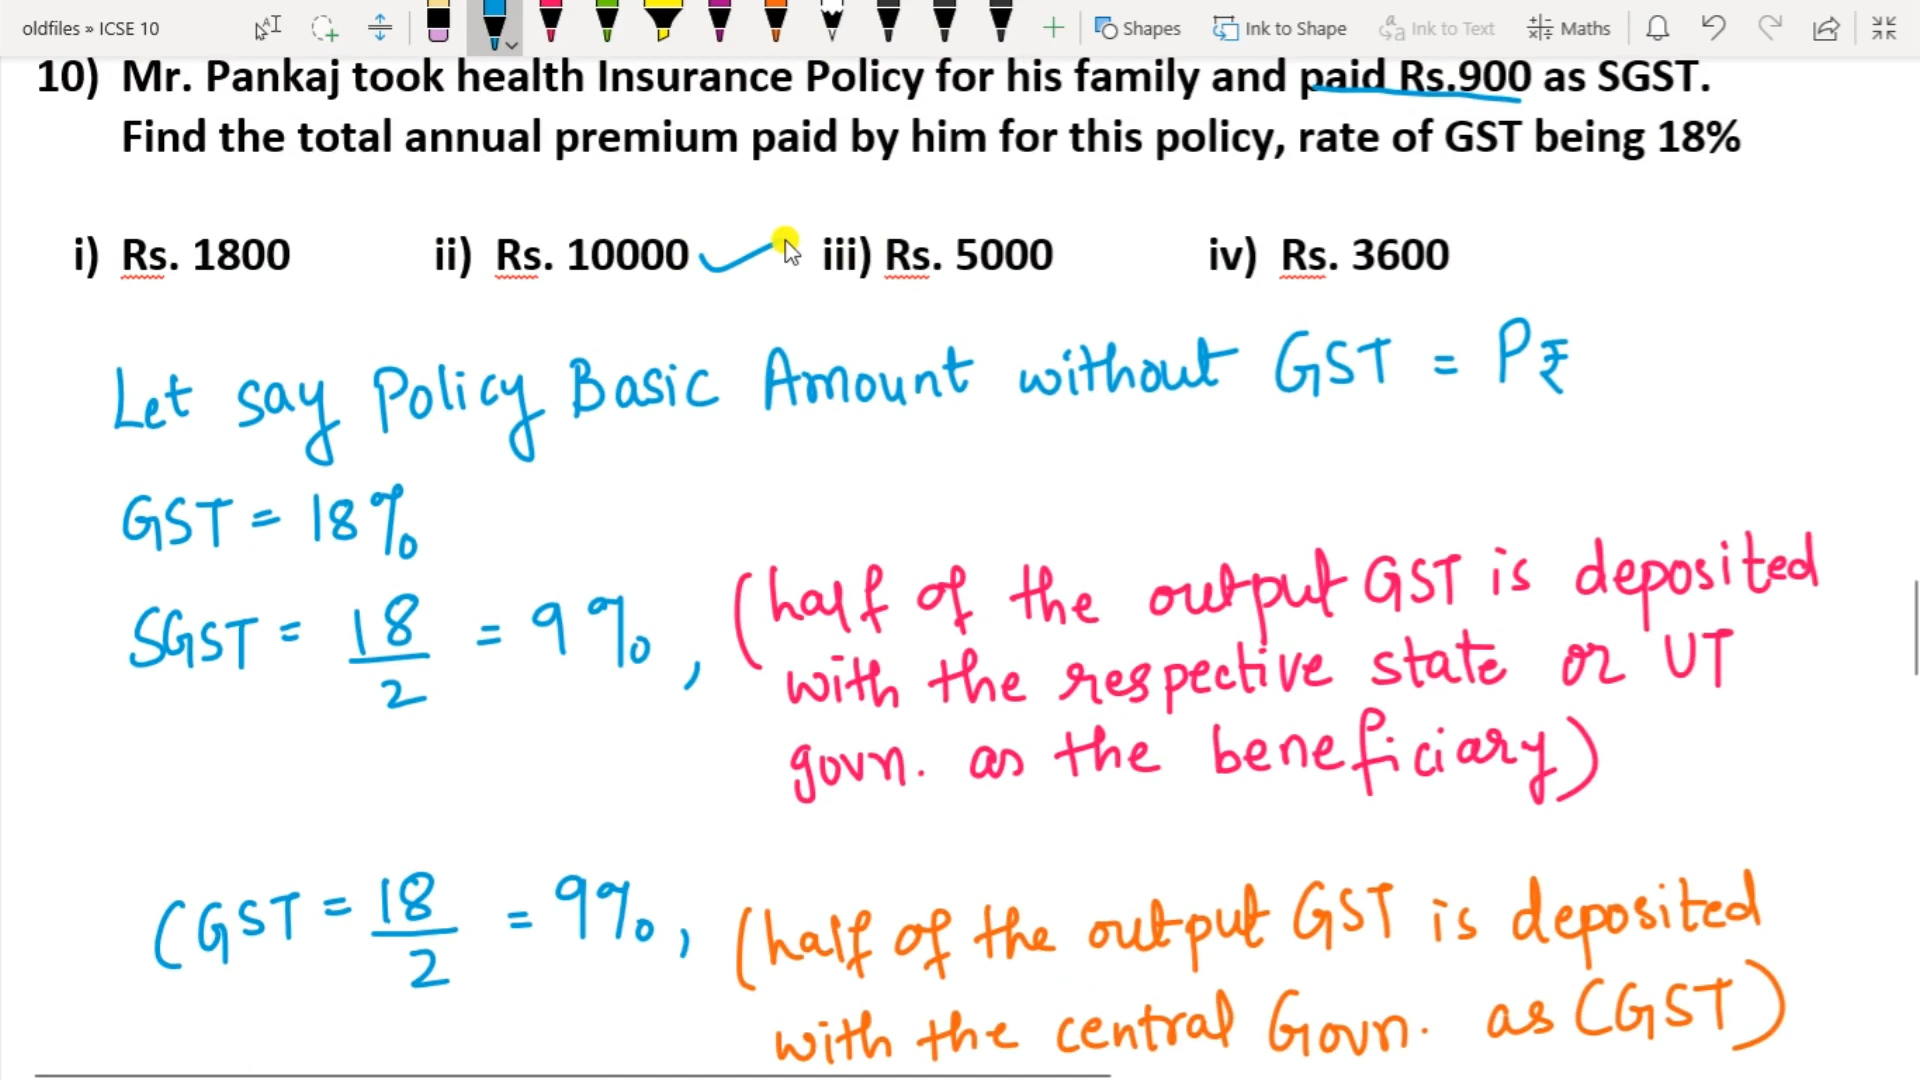 oldfiles » ICSE 10
Shapes
Ink to Shape
Ink to Text
Maths
10) Mr. Pankaj took health Insurance Policy for his family and paid Rs.900 as SGST.
Find the total annual premium paid by him for this policy, rate of GST being 18%
i) Rs. 1800 ii) Rs. 10000 iii) Rs. 5000 iv) Rs. 3600
Let say Policy Basic Amount without GST = P₹
GST = 18%
SGST = 18/2 = 9%, (half of the output GST is deposited
with the respective state or UT
govn. as the beneficiary)
CGST = 18/2 = 9%, (half of the output GST is deposited
with the central Govn. as CGST)